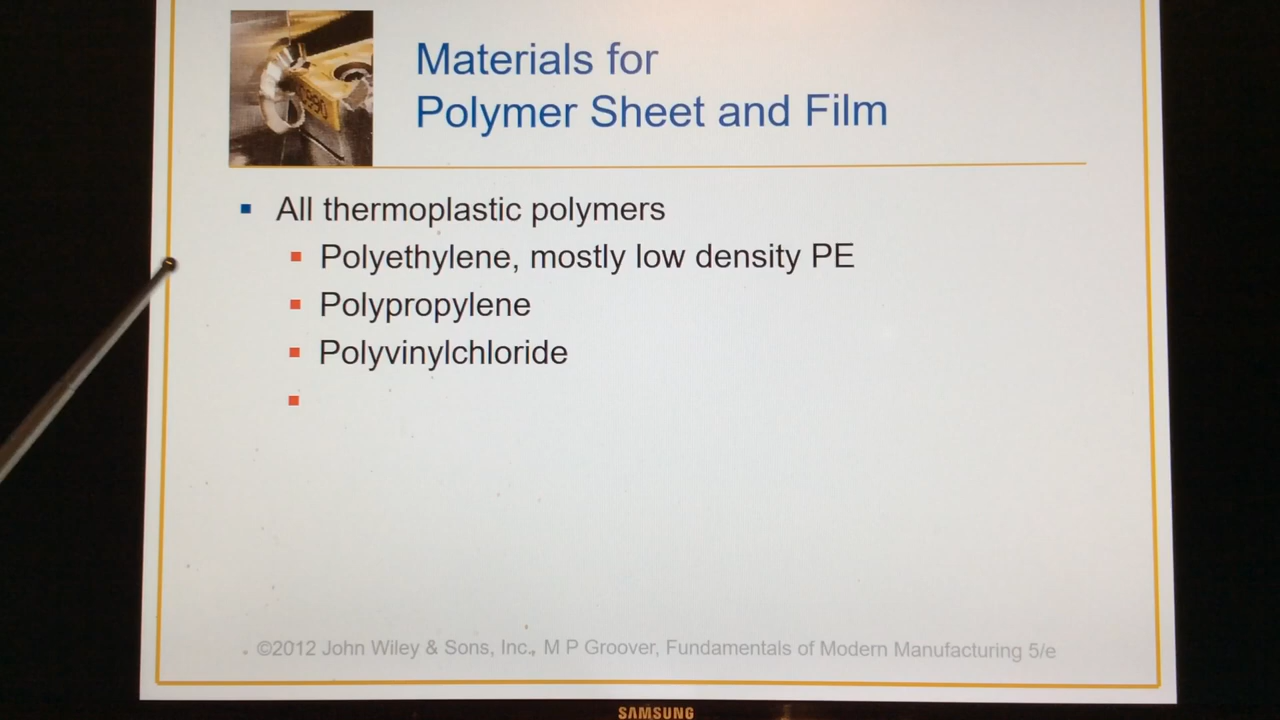 Materials for
Polymer Sheet and Film
All thermoplastic polymers
Polyethylene, mostly low density PE
Polypropylene
Polyvinylchloride
©2012 John Wiley & Sons, Inc., M P Groover, Fundamentals of Modern Manufacturing 5/e
SAMSUNG